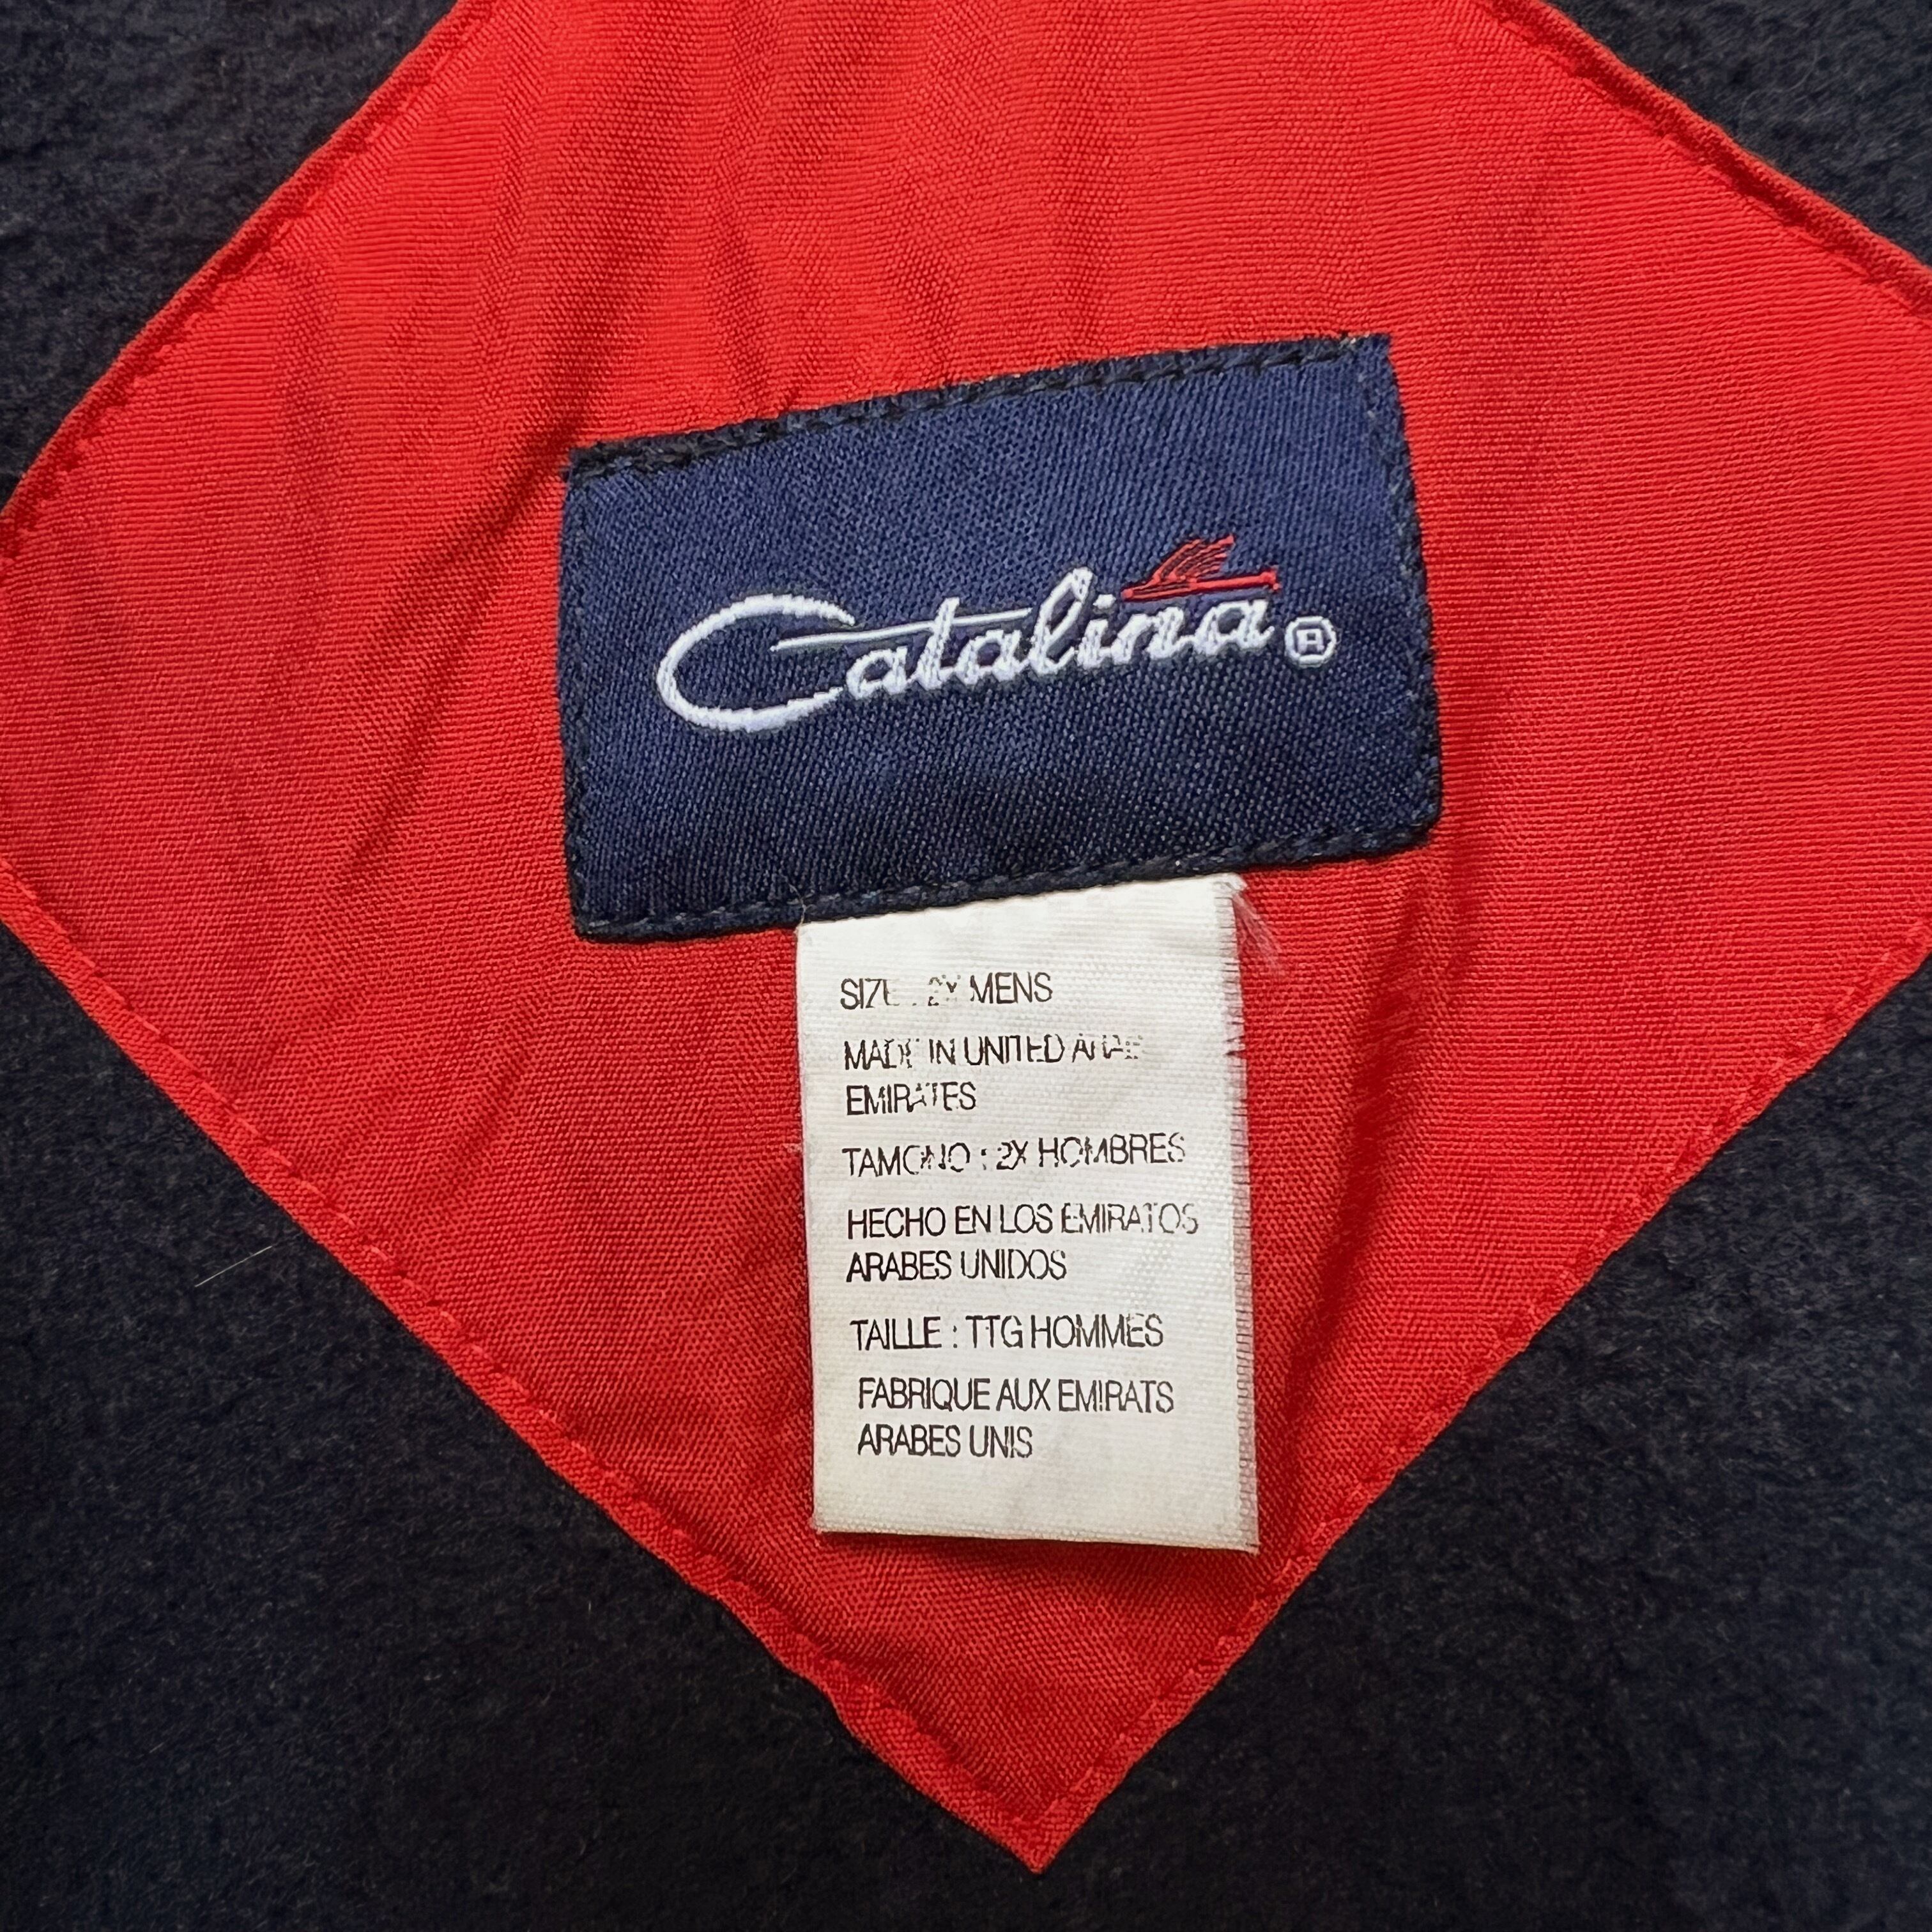 Catalina ®
SIZE : 2X MENS
MADE IN UNITED ARAB
EMIRATES
TAMONO : 2X HOMBRES
HECHO EN LOS EMIRATOS
ARABES UNIDOS
TAILLE : TTG HOMMES
FABRIQUE AUX EMIRATS
ARABES UNIS